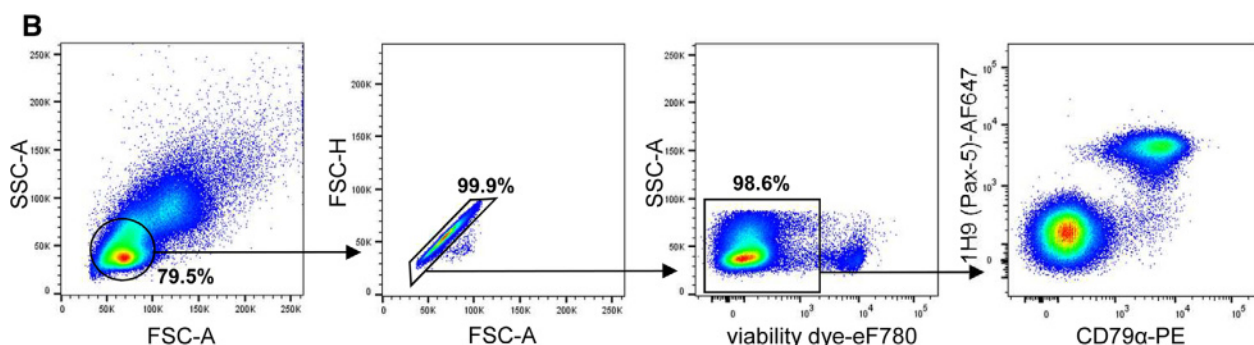 B
SSC-A
250K
200K
150K
100K
50K
0
79.5%
0 50K 100K 150K 200K 250K
FSC-A
FSC-H
250K
200K
150K
100K
50K
0
99.9%
0 50K 100K 150K 200K 250K
FSC-A
SSC-A
250K
200K
150K
100K
50K
0
98.6%
0 10³ 10⁴ 10⁵
viability dye-eF780
1H9 (Pax-5)-AF647
10⁵
10⁴
10³
0
0 10³ 10⁴ 10⁵
CD79α-PE